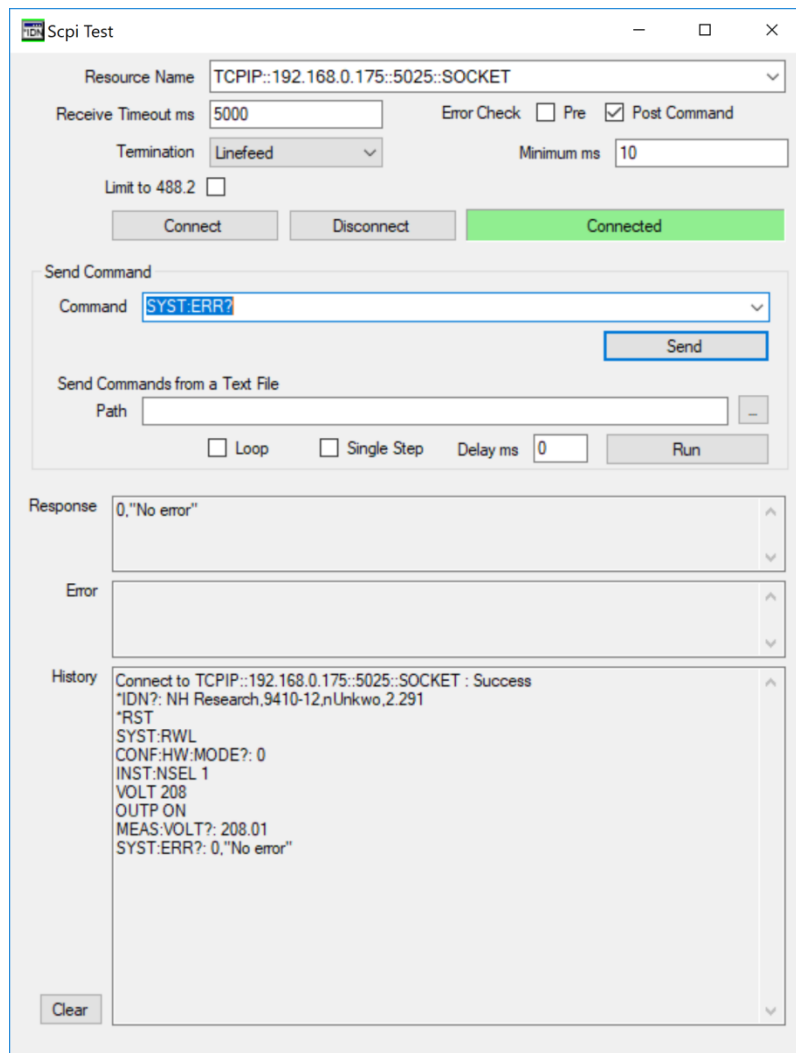 *IDN Scpi Test
Resource Name TCPIP::192.168.0.175::5025::SOCKET
Receive Timeout ms 5000 Error Check Pre Post Command
Termination Linefeed Minimum ms 10
Limit to 488.2
Connect Disconnect Connected
Send Command
Command SYST:ERR?
Send
Send Commands from a Text File
Path ...
Loop Single Step Delay ms 0 Run
Response 0,"No error"
Error
History Connect to TCPIP::192.168.0.175::5025::SOCKET : Success
*IDN?: NH Research,9410-12,nUnkwo,2.291
*RST
SYST:RWL
CONF:HW:MODE?: 0
INST:NSEL 1
VOLT 208
OUTP ON
MEAS:VOLT?: 208.01
SYST:ERR?: 0,"No error"
Clear